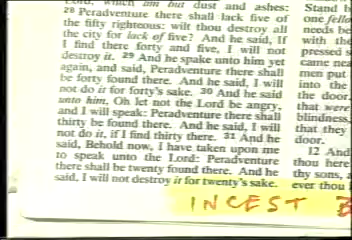 Lord, which am but dust and ashes:
28 Peradventure there shall lack five of
the fifty righteous: wilt thou destroy all
the city for lack of five? And he said, If
I find there forty and five, I will not
destroy it. 29 And he spake unto him yet
again, and said, Peradventure there shall
be forty found there. And he said, I will
not do it for forty's sake. 30 And he said
unto him, Oh let not the Lord be angry,
and I will speak: Peradventure there shall
thirty be found there. And he said, I will
not do it, if I find thirty there. 31 And he
said, Behold now, I have taken upon me
to speak unto the Lord: Peradventure
there shall be twenty found there. And he
said, I will not destroy it for twenty's sake.
Stand
one fellow
needs be
with the
pressed s
came nea
men put
into the
the door.
that were
blindness,
that they
door.
12 And
thou here
thy sons, a
ever thou
INCEST